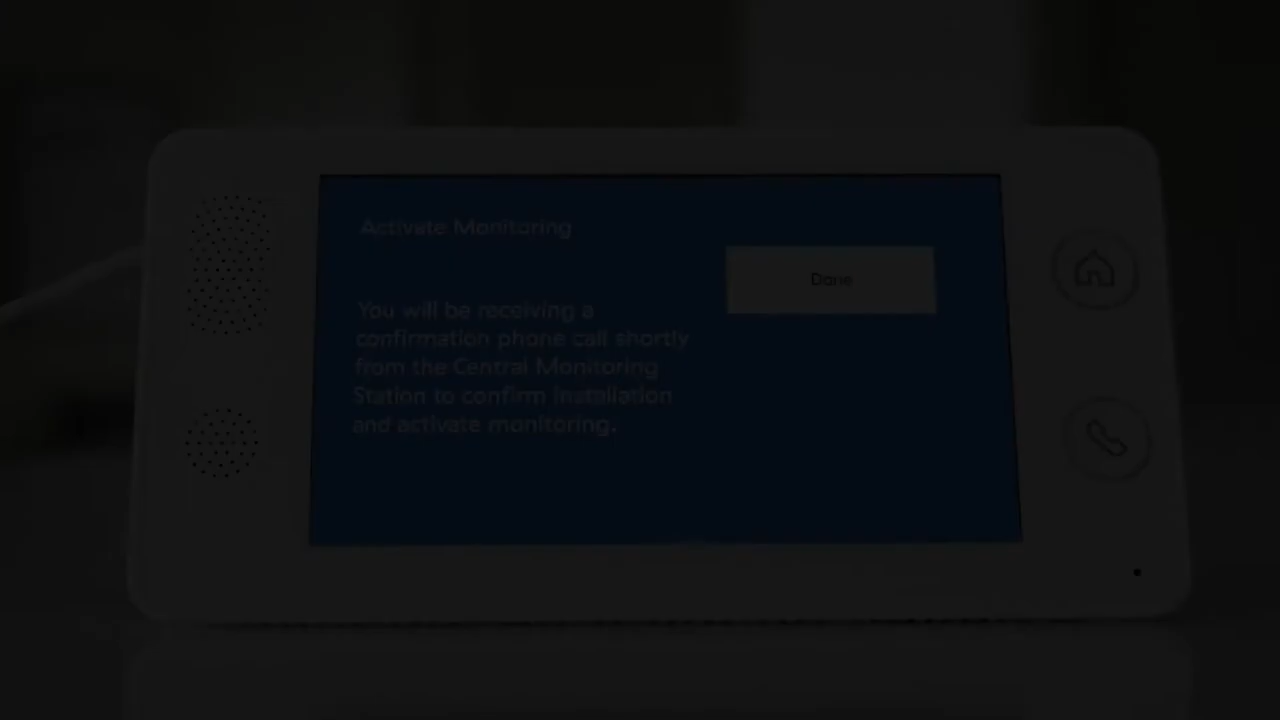 Activate Monitoring
Done
You will be receiving a
confirmation phone call shortly
from the Central Monitoring
Station to confirm installation
and activate monitoring.